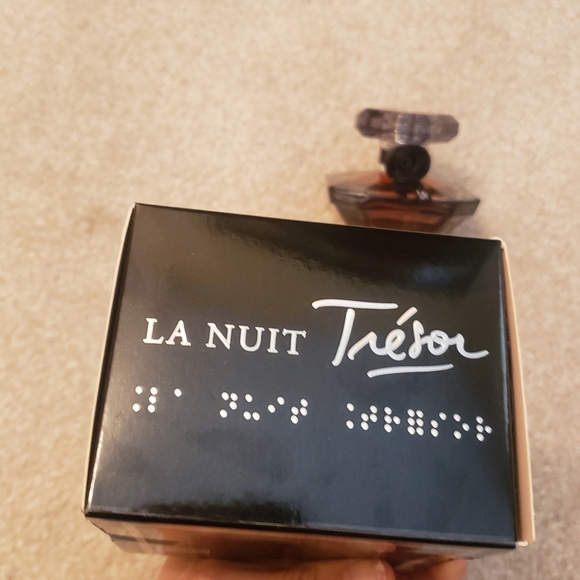 LA NUIT Trésor
⠨⠇⠁ ⠝⠥⠊⠞ ⠨⠞⠗⠿⠎⠕⠗